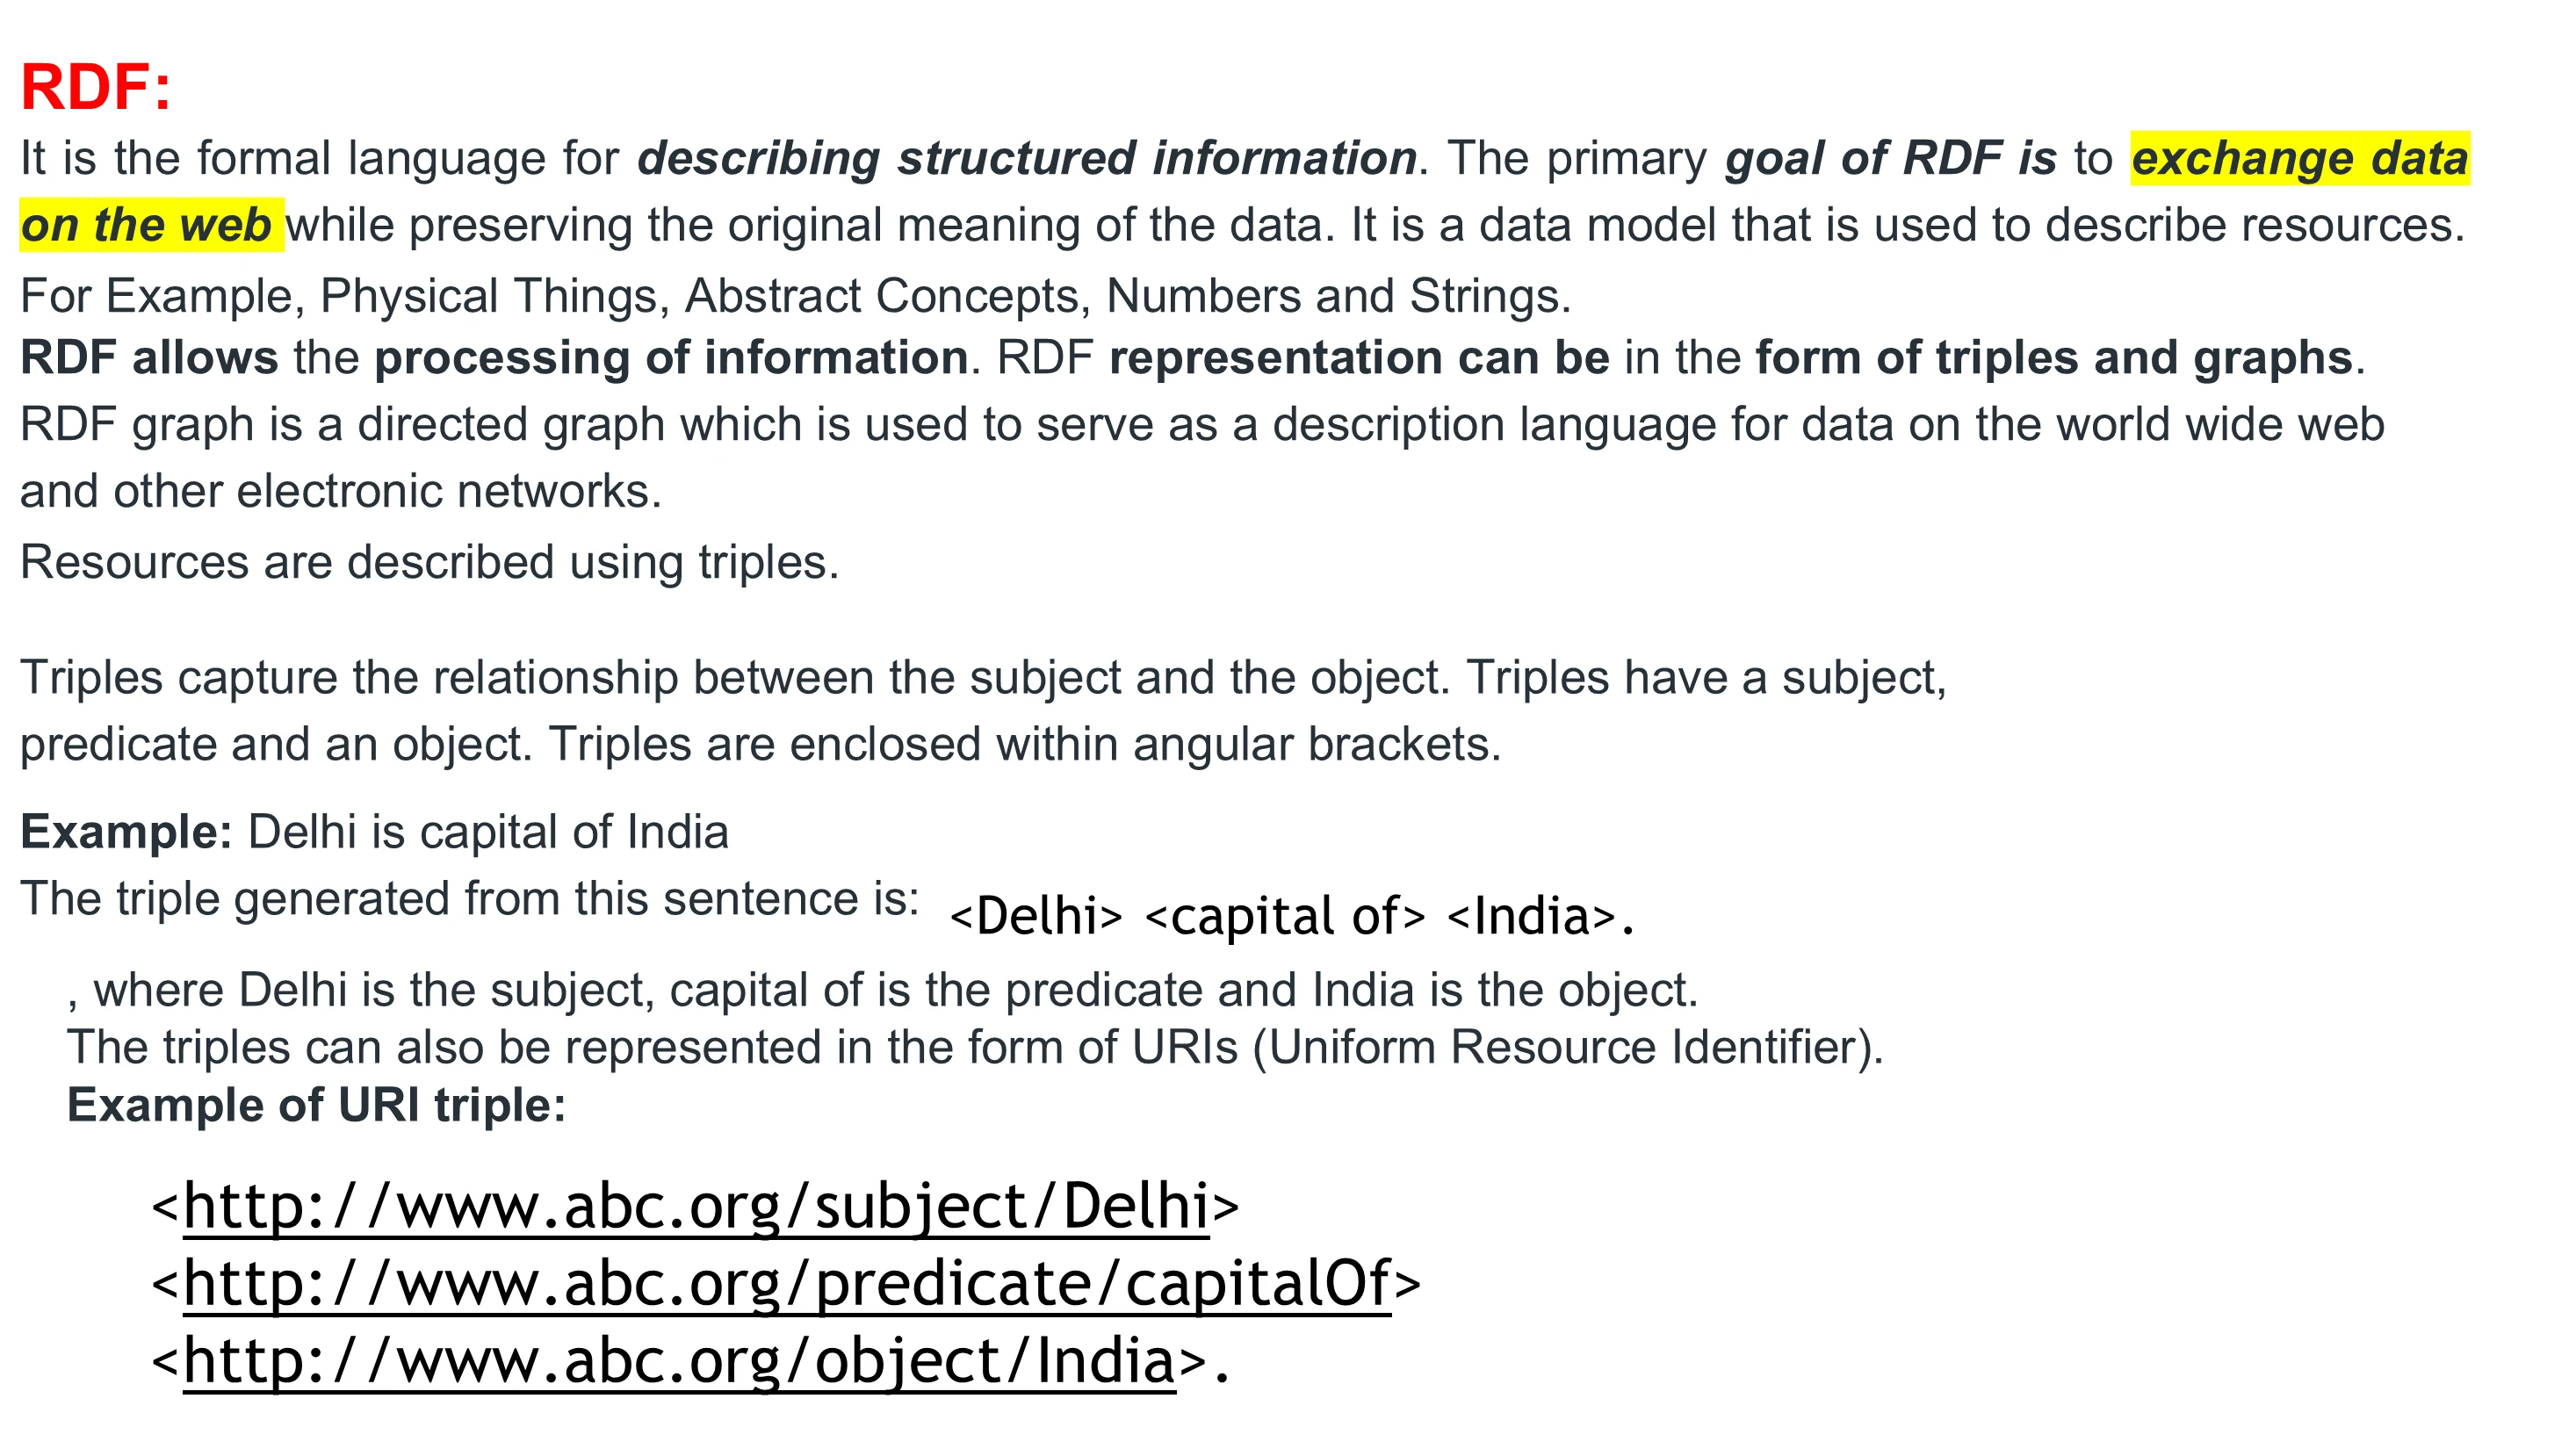 RDF:
It is the formal language for describing structured information. The primary goal of RDF is to exchange data
on the web while preserving the original meaning of the data. It is a data model that is used to describe resources.
For Example, Physical Things, Abstract Concepts, Numbers and Strings.
RDF allows the processing of information. RDF representation can be in the form of triples and graphs.
RDF graph is a directed graph which is used to serve as a description language for data on the world wide web
and other electronic networks.
Resources are described using triples.
Triples capture the relationship between the subject and the object. Triples have a subject,
predicate and an object. Triples are enclosed within angular brackets.
Example: Delhi is capital of India
The triple generated from this sentence is: <Delhi> <capital of> <India>.
, where Delhi is the subject, capital of is the predicate and India is the object.
The triples can also be represented in the form of URIs (Uniform Resource Identifier).
Example of URI triple:
<http://www.abc.org/subject/Delhi>
<http://www.abc.org/predicate/capitalOf>
<http://www.abc.org/object/India>.